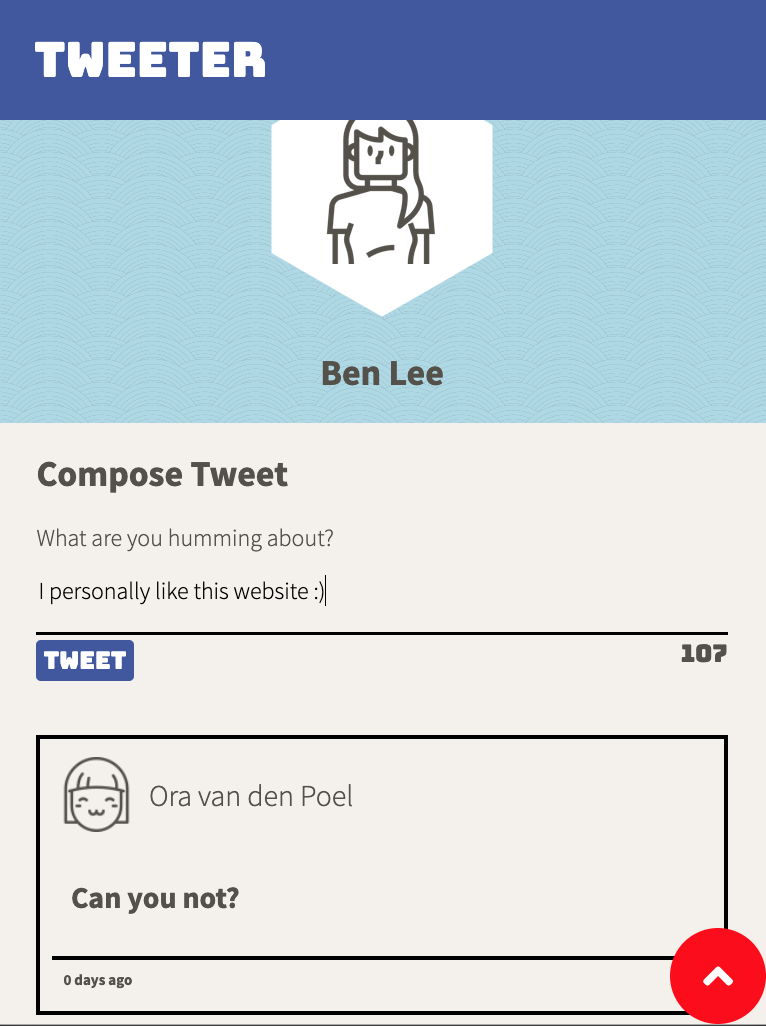 TWEETER
Ben Lee
Compose Tweet
What are you humming about?
I personally like this website :)
TWEET
107
Ora van den Poel
Can you not?
0 days ago